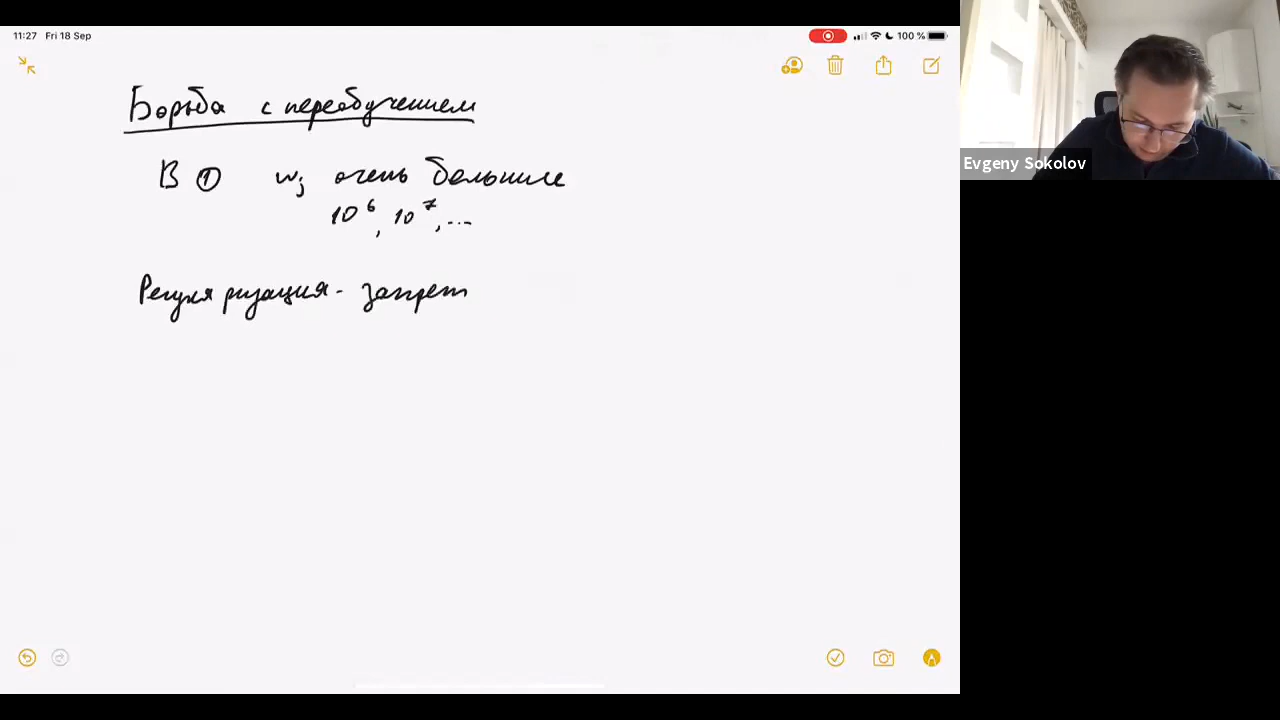 11:27 Fri 18 Sep
100 %
Борьба с переобучением
В ① wj очень большие
10^6, 10^7, ...
Регуляризация - запрет
Evgeny Sokolov